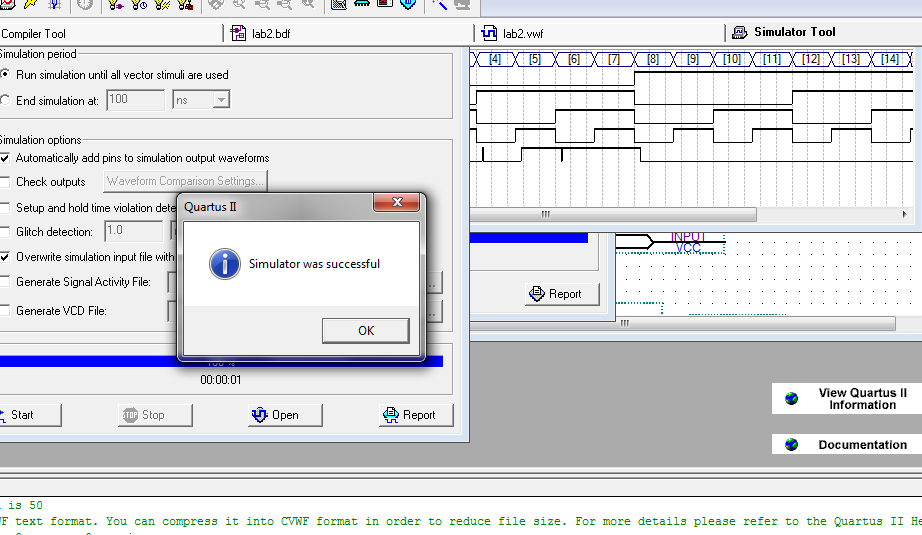 Compiler Tool
lab2.bdf
lab2.vwf
Simulator Tool
Simulation period
Run simulation until all vector stimuli are used
End simulation at:
100
ns
[4] [5] [6] [7] [8] [9] [10] [11] [12] [13] [14]
Simulation options
Automatically add pins to simulation output waveforms
Check outputs
Waveform Comparison Settings...
Setup and hold time violation dete
Glitch detection:
1.0
Overwrite simulation input file with
Generate Signal Activity File:
Generate VCD File:
Quartus II
Simulator was successful
OK
INPUT
VCC
Report
100 %
00:00:01
Start
Stop
Open
Report
View Quartus II
Information
Documentation
is 50
WF text format. You can compress it into CVWF format in order to reduce file size. For more details please refer to the Quartus II He